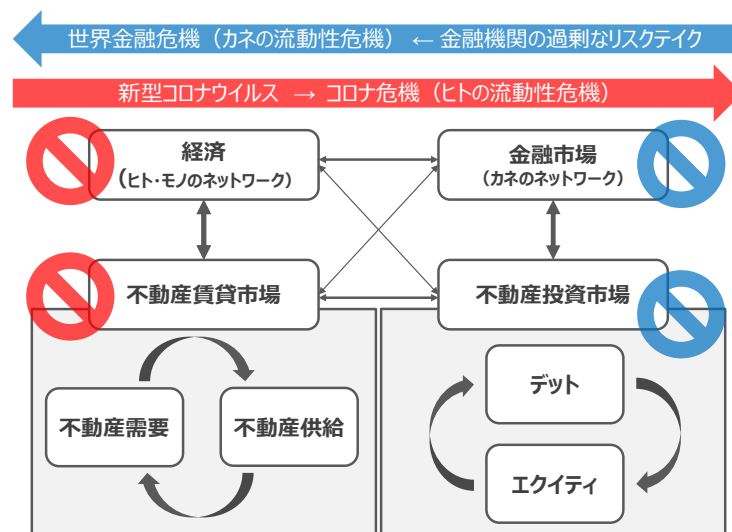 世界金融危機（カネの流動性危機）← 金融機関の過剰なリスクテイク
新型コロナウイルス → コロナ危機（ヒトの流動性危機）
経済
（ヒト・モノのネットワーク）
金融市場
（カネのネットワーク）
不動産賃貸市場
不動産投資市場
不動産需要
不動産供給
デット
エクイティ